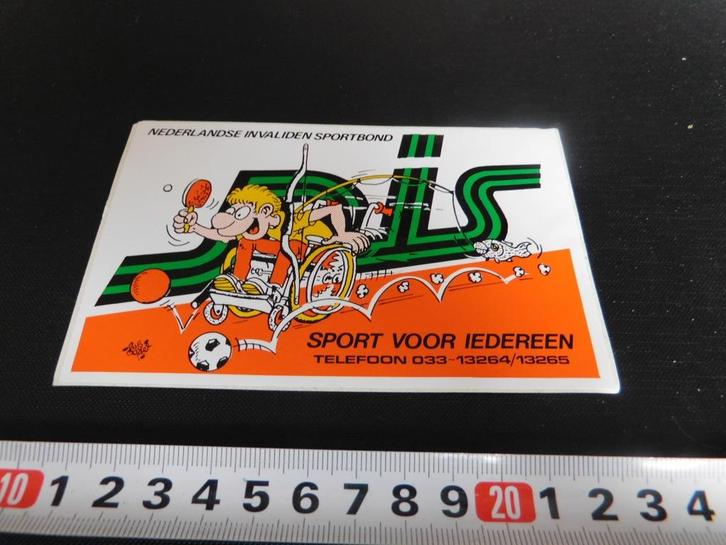 NEDERLANDSE INVALIDEN SPORTBOND
nis
SPORT VOOR IEDEREEN
TELEFOON 033-13264/13265
10 1 2 3 4 5 6 7 8 9 20 1 2 3 4